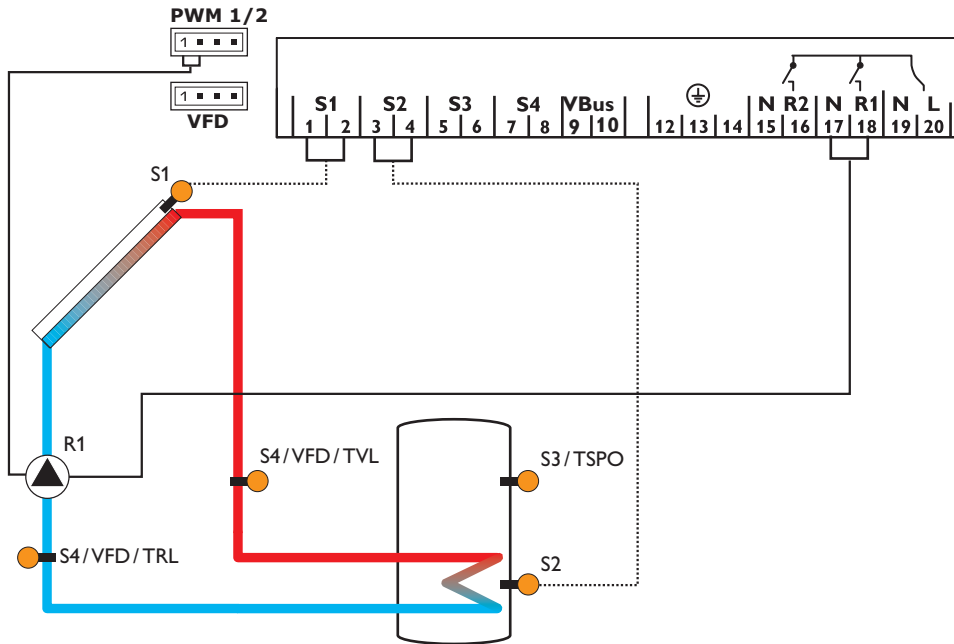 PWM 1/2
1
1
VFD
S1 S2 S3 S4 VBus N R2 N R1 N L
1 2 3 4 5 6 7 8 9 10 12 13 14 15 16 17 18 19 20
S1
R1
S4/VFD/TVL
S3/TSPO
S4/VFD/TRL
S2